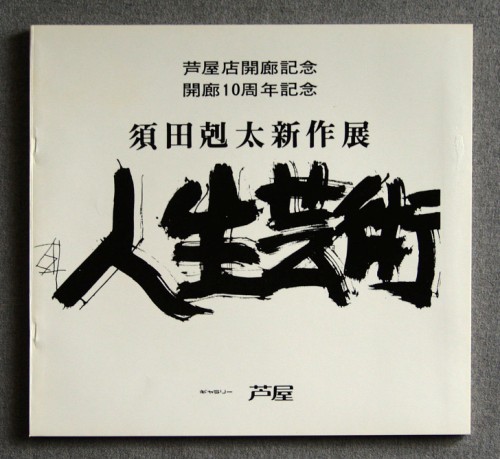 芦屋店開廊記念
開廊10周年記念
須田剋太新作展
人生芸術
ギャラリー 芦屋